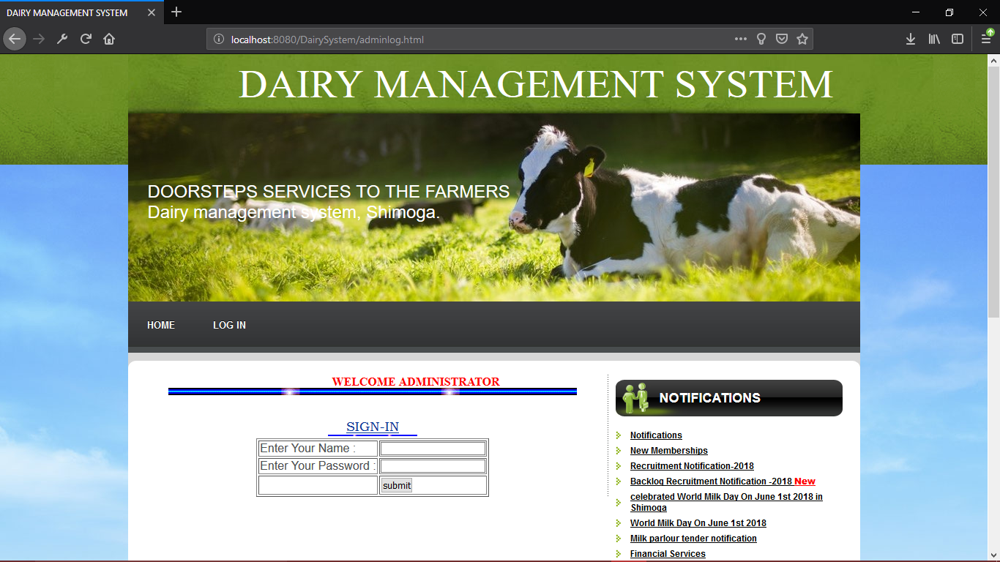 DAIRY MANAGEMENT SYSTEM
localhost:8080/DairySystem/adminlog.html
DAIRY MANAGEMENT SYSTEM
DOORSTEPS SERVICES TO THE FARMERS
Dairy management system, Shimoga.
HOME LOG IN
WELCOME ADMINISTRATOR
SIGN-IN
Enter Your Name :
Enter Your Password :
submit
NOTIFICATIONS
Notifications
New Memberships
Recruitment Notification-2018
Backlog Recruitment Notification -2018 New
celebrated World Milk Day On June 1st 2018 in
Shimoga
World Milk Day On June 1st 2018
Milk parlour tender notification
Financial Services